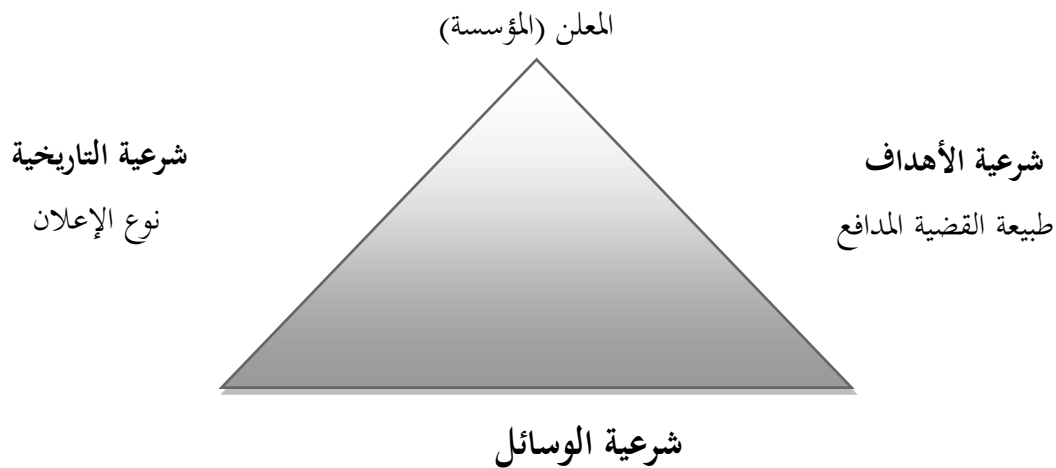 المعلن (المؤسسة)
شرعية الأهداف
طبيعة القضية المدافع
شرعية التاريخية
نوع الإعلان
شرعية الوسائل